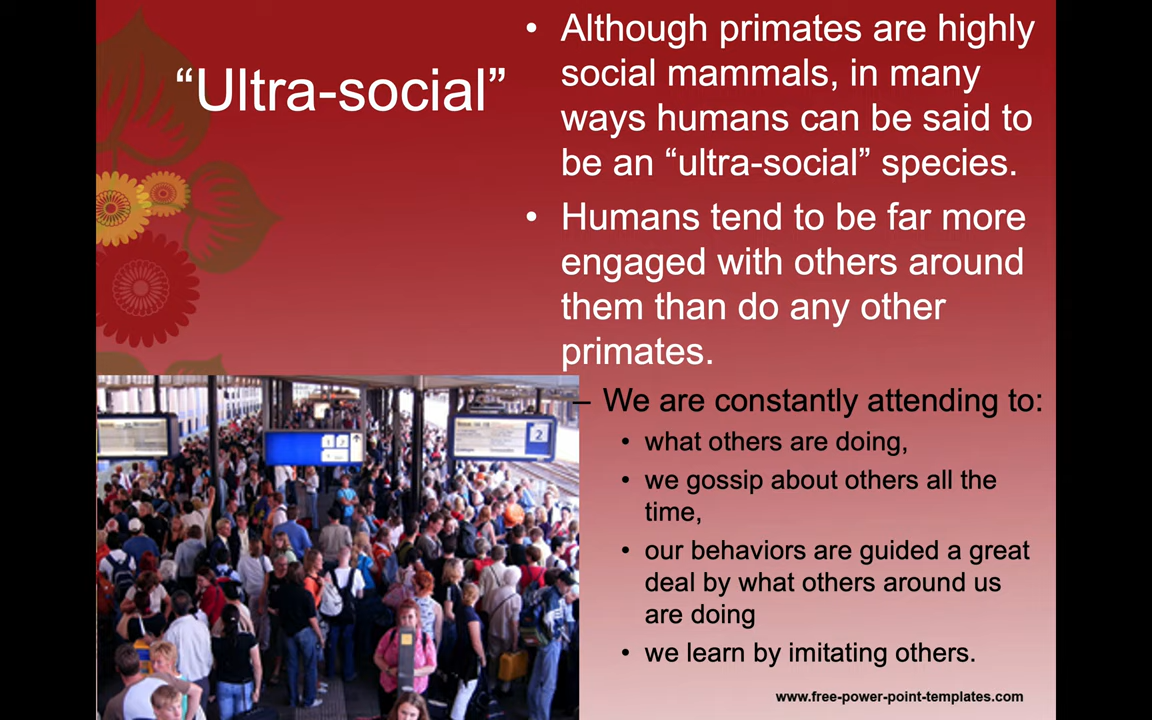 “Ultra-social”
• Although primates are highly
social mammals, in many
ways humans can be said to
be an “ultra-social” species.
• Humans tend to be far more
engaged with others around
them than do any other
primates.
– We are constantly attending to:
• what others are doing,
• we gossip about others all the
time,
• our behaviors are guided a great
deal by what others around us
are doing
• we learn by imitating others.
2
www.free-power-point-templates.com